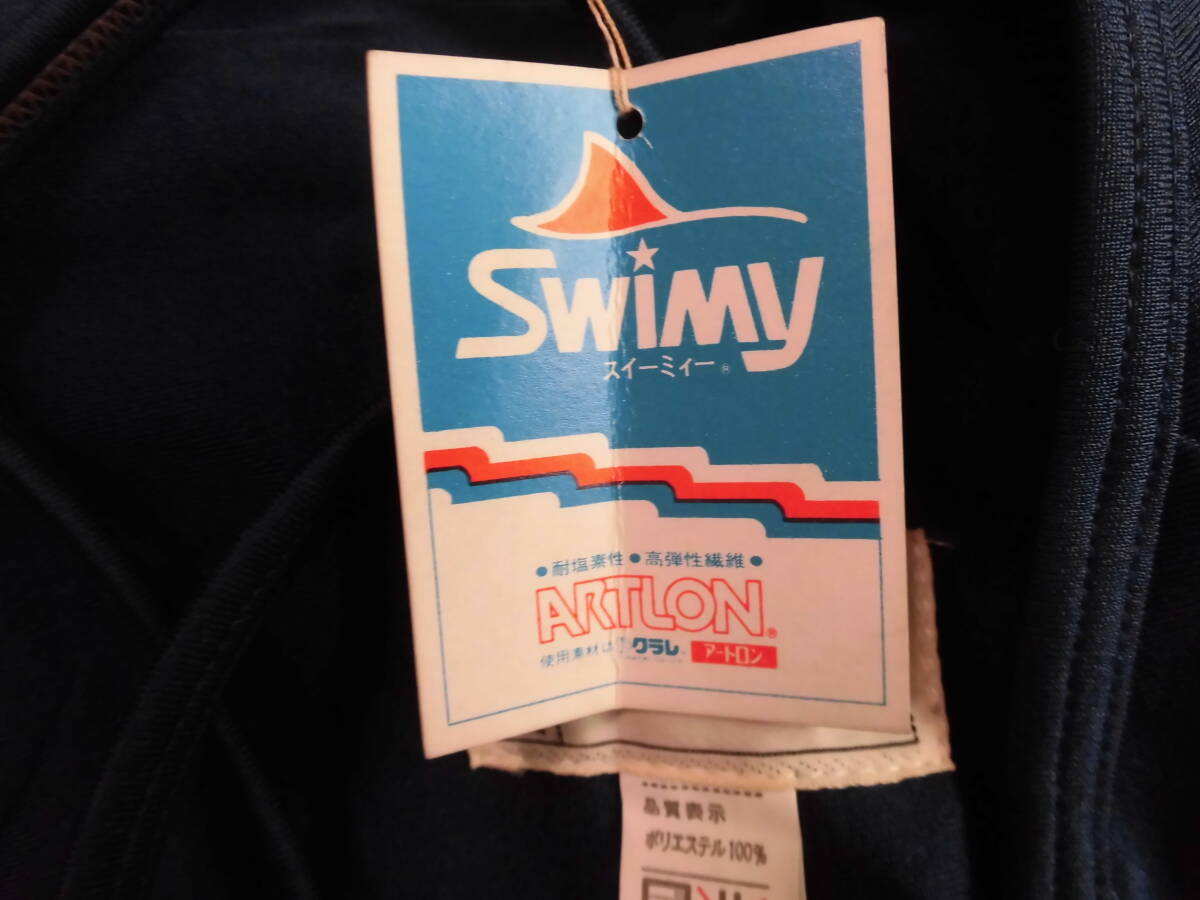 Swimy
スイーミィー®
●耐塩素性●高弾性繊維●
ARTLON®
使用素材は クラレ アートロン
品質表示
ポリエステル100%